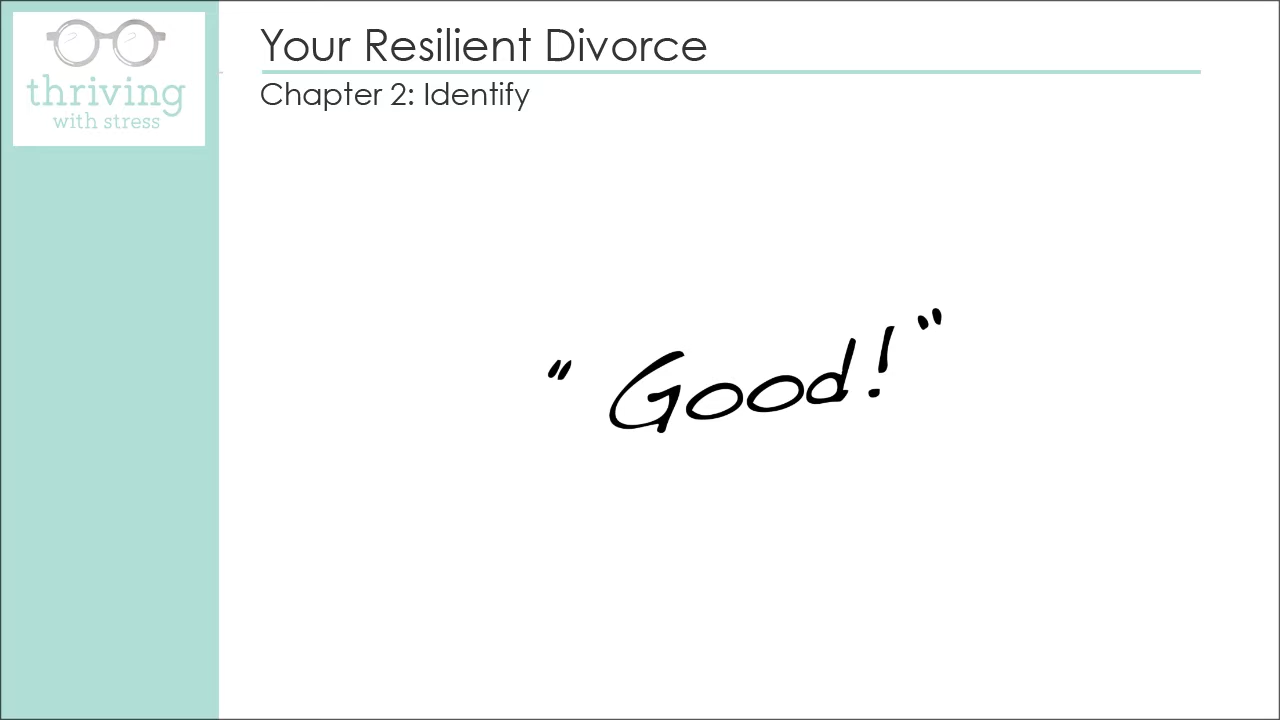 thriving
with stress
Your Resilient Divorce
Chapter 2: Identify
" Good! "